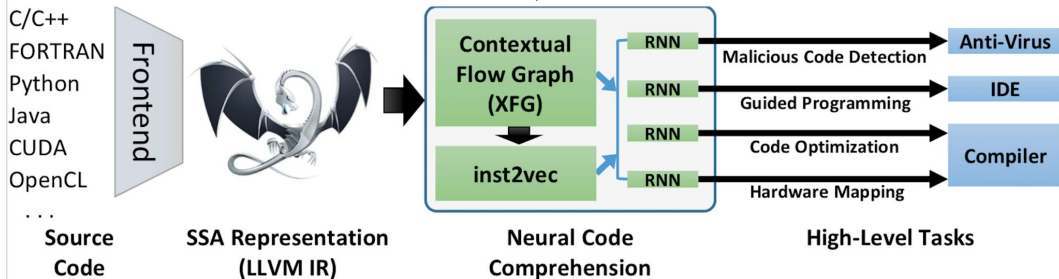 C/C++
FORTRAN
Python
Java
CUDA
OpenCL
. . .
Frontend
Contextual
Flow Graph
(XFG)
inst2vec
RNN
RNN
RNN
RNN
Malicious Code Detection
Guided Programming
Code Optimization
Hardware Mapping
Anti-Virus
IDE
Compiler
Source
Code
SSA Representation
(LLVM IR)
Neural Code
Comprehension
High-Level Tasks